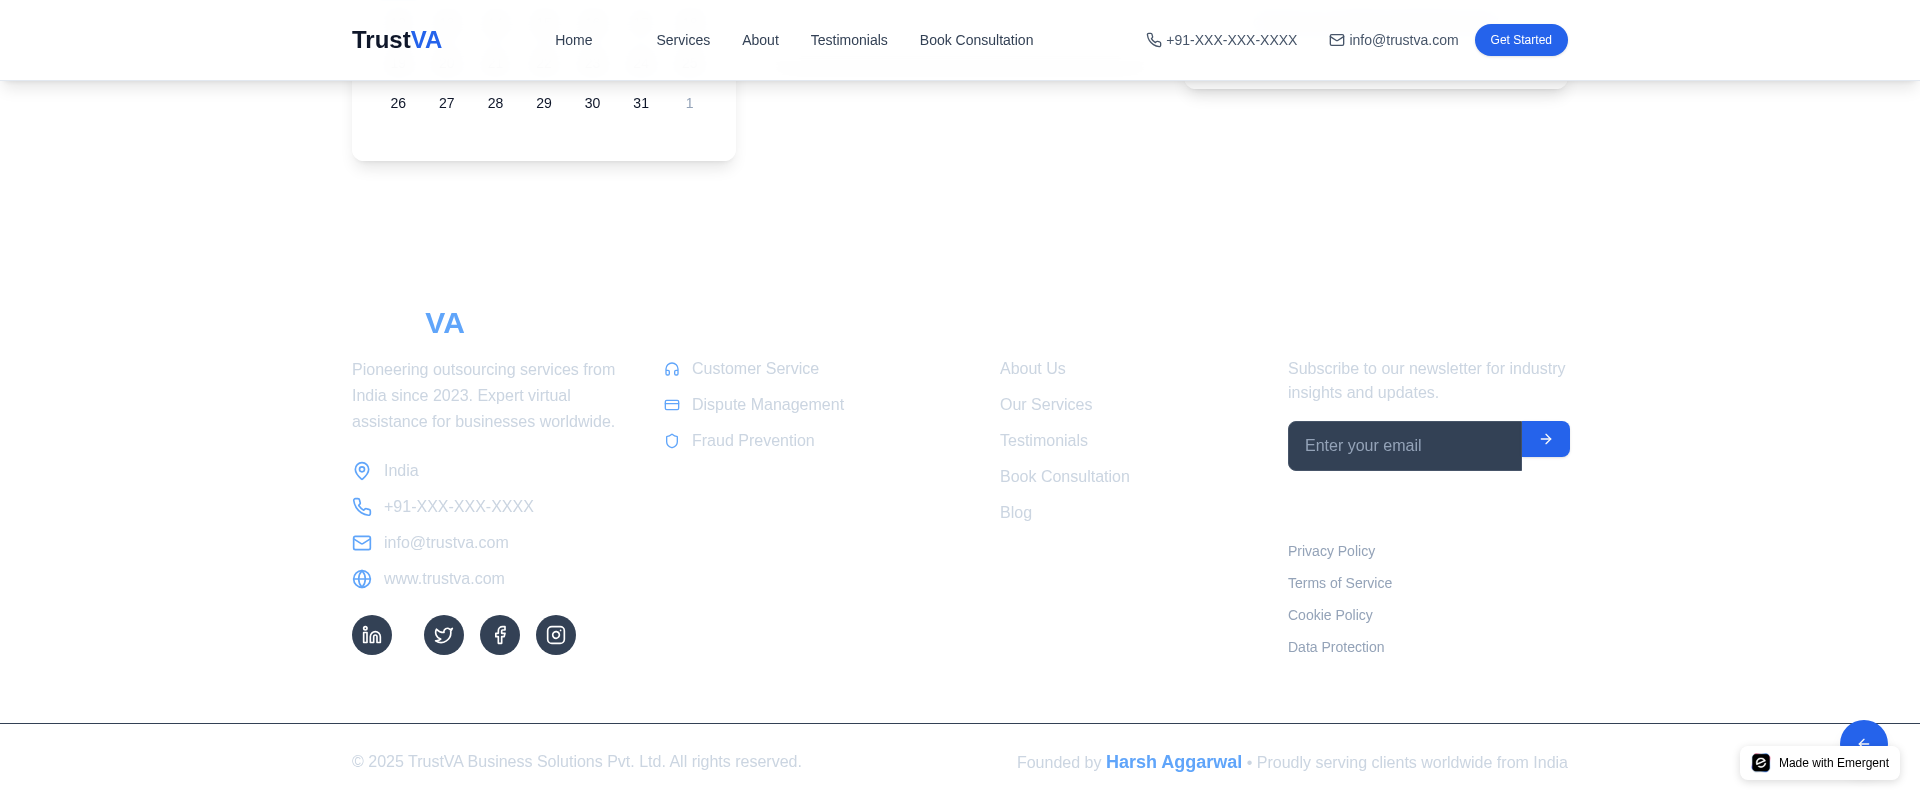 TrustVA
Home
Services
About
Testimonials
Book Consultation
+91-XXX-XXX-XXXX
info@trustva.com
Get Started
26 27 28 29 30 31 1
VA
Pioneering outsourcing services from
India since 2023. Expert virtual
assistance for businesses worldwide.
India
+91-XXX-XXX-XXXX
info@trustva.com
www.trustva.com
Customer Service
Dispute Management
Fraud Prevention
About Us
Our Services
Testimonials
Book Consultation
Blog
Subscribe to our newsletter for industry
insights and updates.
Enter your email
Privacy Policy
Terms of Service
Cookie Policy
Data Protection
© 2025 TrustVA Business Solutions Pvt. Ltd. All rights reserved.
Founded by Harsh Aggarwal • Proudly serving clients worldwide from India
Made with Emergent